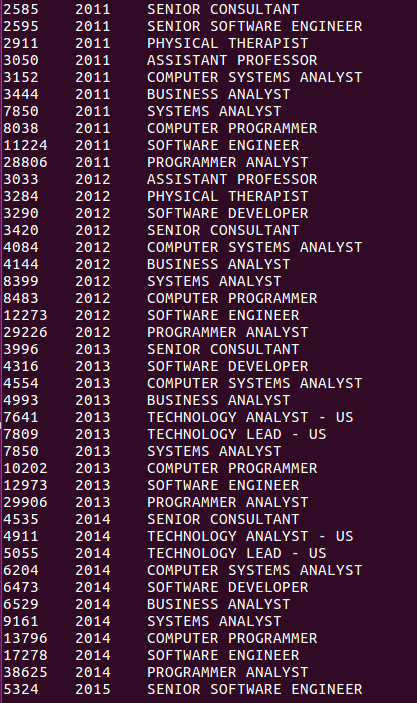 2585 2011 SENIOR CONSULTANT
2595 2011 SENIOR SOFTWARE ENGINEER
2911 2011 PHYSICAL THERAPIST
3050 2011 ASSISTANT PROFESSOR
3152 2011 COMPUTER SYSTEMS ANALYST
3444 2011 BUSINESS ANALYST
7850 2011 SYSTEMS ANALYST
8038 2011 COMPUTER PROGRAMMER
11224 2011 SOFTWARE ENGINEER
28806 2011 PROGRAMMER ANALYST
3033 2012 ASSISTANT PROFESSOR
3284 2012 PHYSICAL THERAPIST
3290 2012 SOFTWARE DEVELOPER
3420 2012 SENIOR CONSULTANT
4084 2012 COMPUTER SYSTEMS ANALYST
4144 2012 BUSINESS ANALYST
8399 2012 SYSTEMS ANALYST
8483 2012 COMPUTER PROGRAMMER
12273 2012 SOFTWARE ENGINEER
29226 2012 PROGRAMMER ANALYST
3996 2013 SENIOR CONSULTANT
4316 2013 SOFTWARE DEVELOPER
4554 2013 COMPUTER SYSTEMS ANALYST
4993 2013 BUSINESS ANALYST
7641 2013 TECHNOLOGY ANALYST - US
7809 2013 TECHNOLOGY LEAD - US
7850 2013 SYSTEMS ANALYST
10202 2013 COMPUTER PROGRAMMER
12973 2013 SOFTWARE ENGINEER
29906 2013 PROGRAMMER ANALYST
4535 2014 SENIOR CONSULTANT
4911 2014 TECHNOLOGY ANALYST - US
5055 2014 TECHNOLOGY LEAD - US
6204 2014 COMPUTER SYSTEMS ANALYST
6473 2014 SOFTWARE DEVELOPER
6529 2014 BUSINESS ANALYST
9161 2014 SYSTEMS ANALYST
13796 2014 COMPUTER PROGRAMMER
17278 2014 SOFTWARE ENGINEER
38625 2014 PROGRAMMER ANALYST
5324 2015 SENIOR SOFTWARE ENGINEER